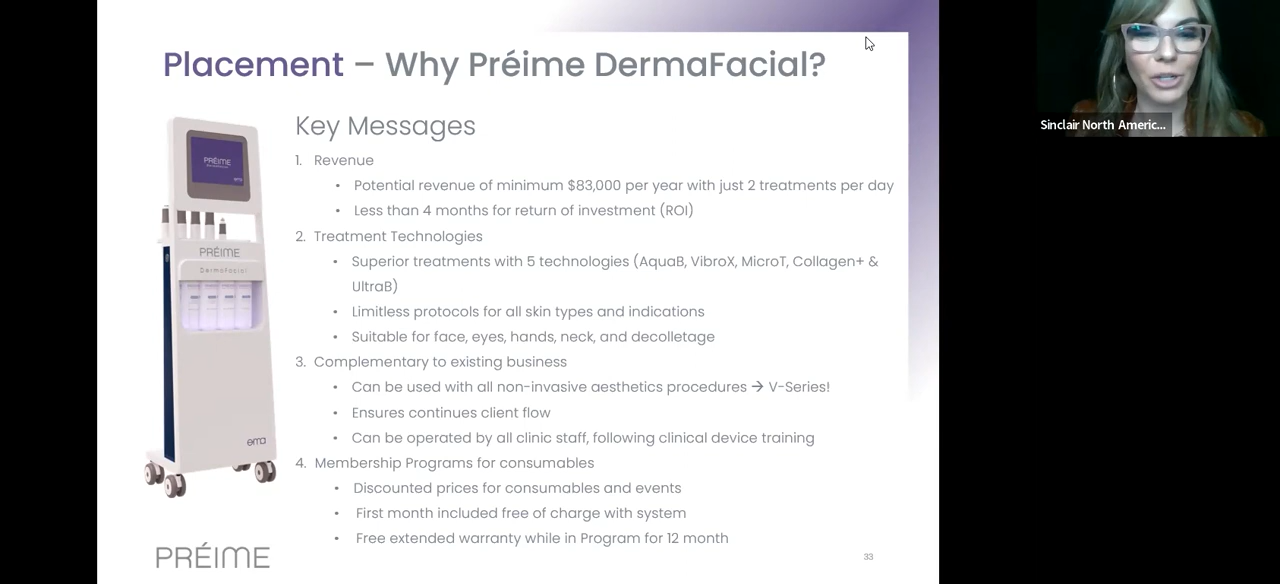 Placement – Why Préime DermaFacial?
Sinclair North Americ...
Key Messages
1. Revenue
• Potential revenue of minimum $83,000 per year with just 2 treatments per day
• Less than 4 months for return of investment (ROI)
2. Treatment Technologies
• Superior treatments with 5 technologies (AquaB, VibroX, MicroT, Collagen+ &
UltraB)
• Limitless protocols for all skin types and indications
• Suitable for face, eyes, hands, neck, and decolletage
3. Complementary to existing business
• Can be used with all non-invasive aesthetics procedures → V-Series!
• Ensures continues client flow
• Can be operated by all clinic staff, following clinical device training
4. Membership Programs for consumables
• Discounted prices for consumables and events
• First month included free of charge with system
• Free extended warranty while in Program for 12 month
PRÉIME
PRÉIME
DermaFacial
ema
PRÉIME
33